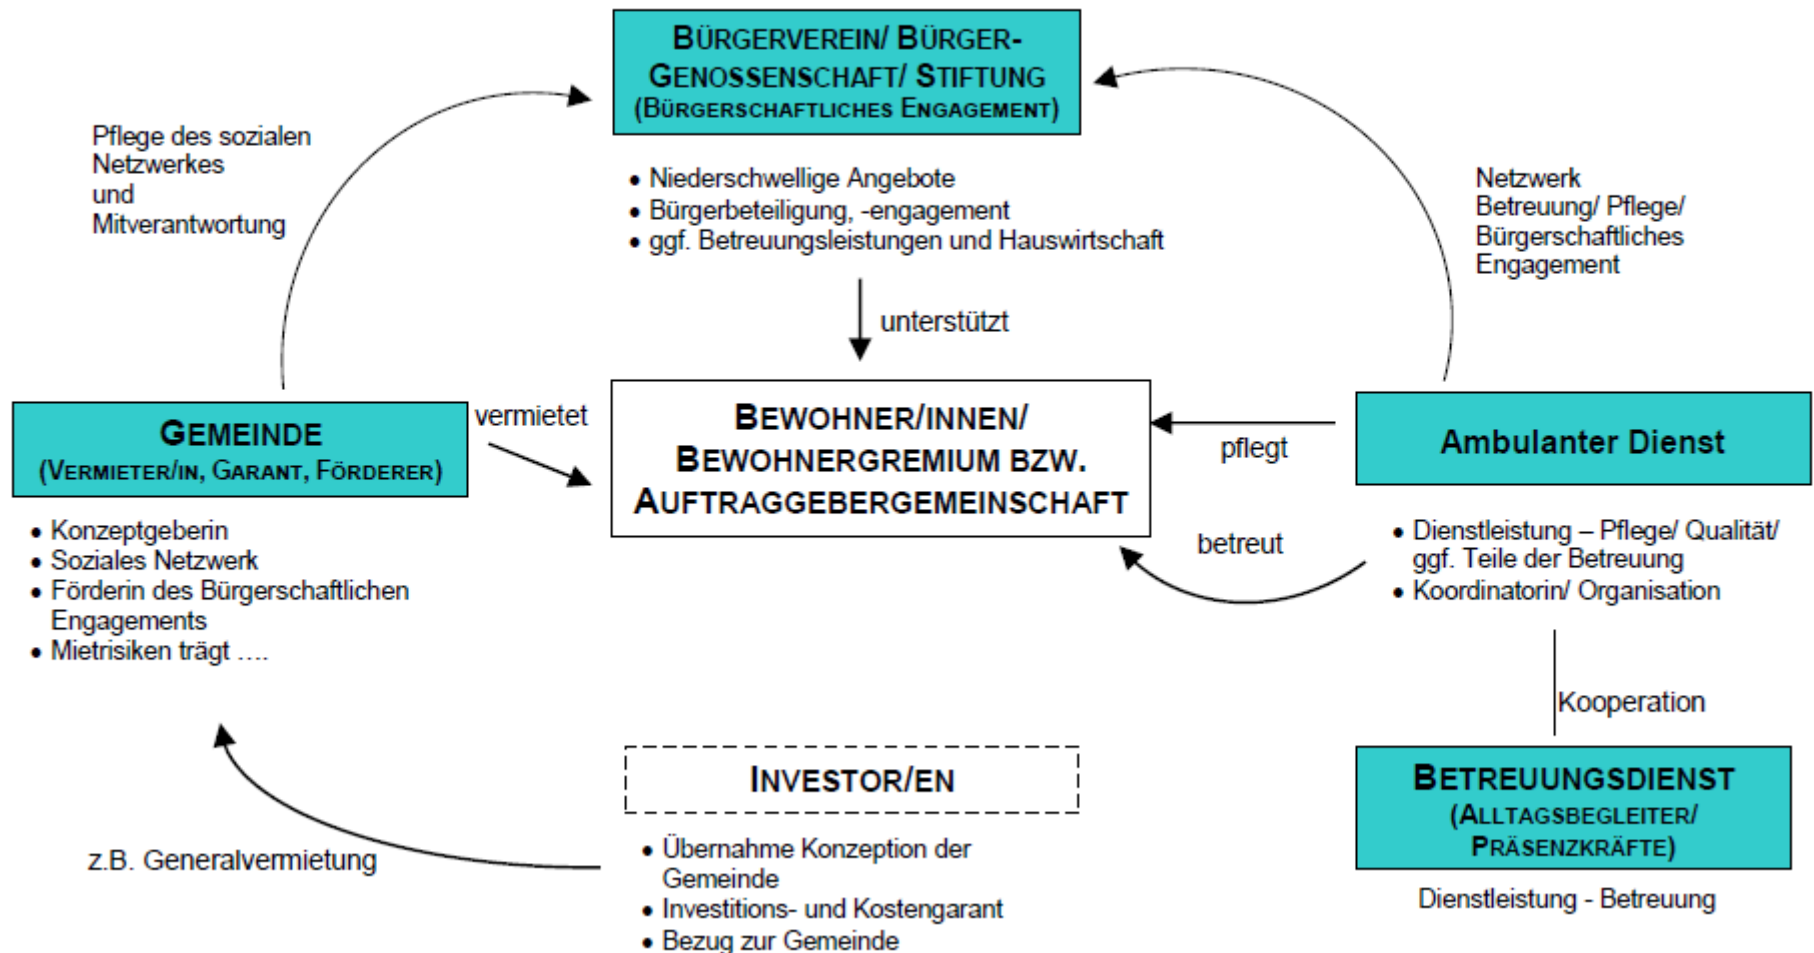 BÜRGERVEREIN/ BÜRGER-
GENOSSENSCHAFT/ STIFTUNG
(BÜRGERSCHAFTLICHES ENGAGEMENT)
Pflege des sozialen
Netzwerkes
und
Mitverantwortung
• Niederschwellige Angebote
• Bürgerbeteiligung, -engagement
• ggf. Betreuungsleistungen und Hauswirtschaft
Netzwerk
Betreuung/ Pflege/
Bürgerschaftliches
Engagement
unterstützt
GEMEINDE
(VERMIETER/IN, GARANT, FÖRDERER)
vermietet
BEWOHNER/INNEN/
BEWOHNERGREMIUM BZW.
AUFTRAGGEBERGEMEINSCHAFT
pflegt
Ambulanter Dienst
• Konzeptgeberin
• Soziales Netzwerk
• Förderin des Bürgerschaftlichen
Engagements
• Mietrisiken trägt ....
betreut
• Dienstleistung – Pflege/ Qualität/
ggf. Teile der Betreuung
• Koordinatorin/ Organisation
Kooperation
INVESTOR/EN
z.B. Generalvermietung
• Übernahme Konzeption der
Gemeinde
• Investitions- und Kostengarant
• Bezug zur Gemeinde
BETREUUNGSDIENST
(ALLTAGSBEGLEITER/
PRÄSENZKRÄFTE)
Dienstleistung - Betreuung